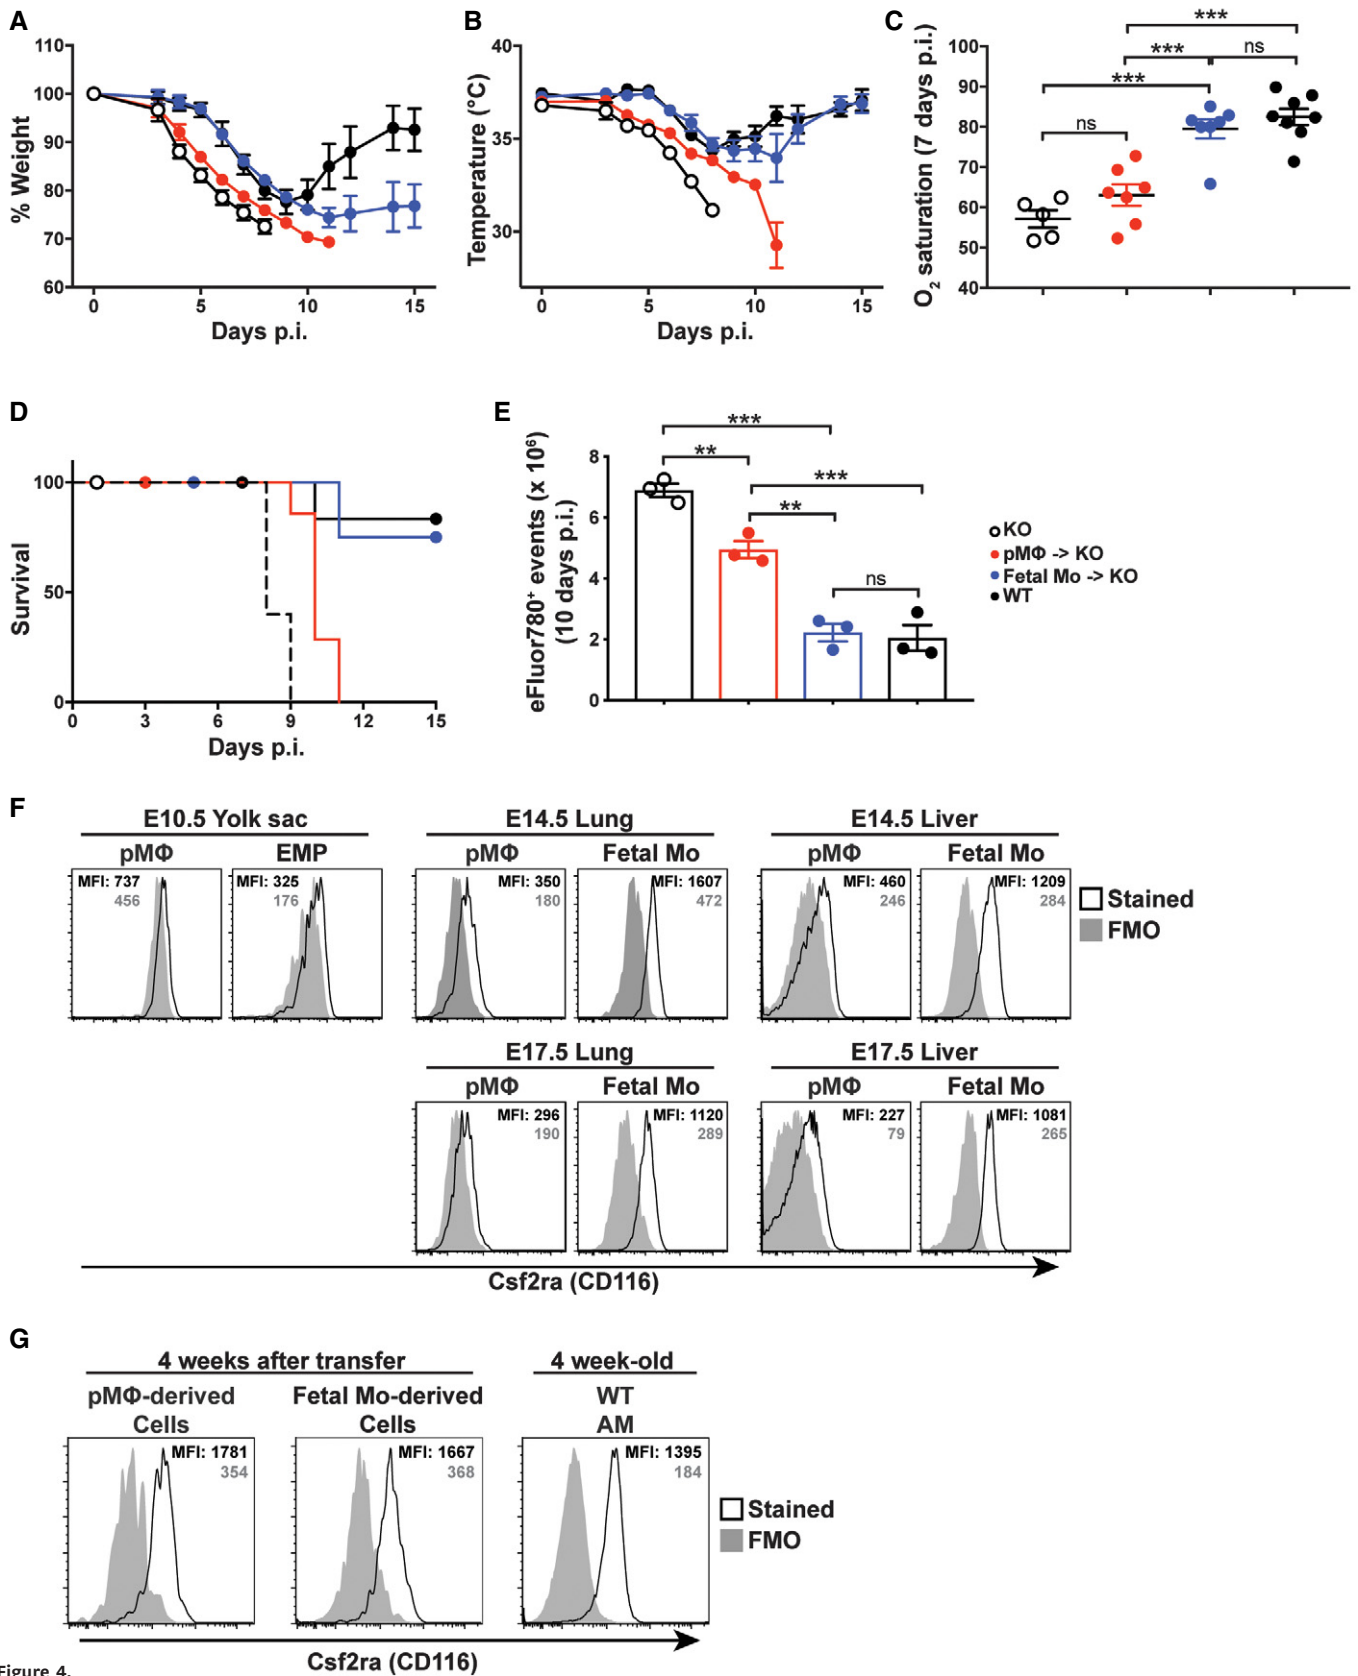 A
110
100
90
80
70
60
% Weight
0 5 10 15
Days p.i.
B
40
35
30
Temperature (°C)
0 5 10 15
Days p.i.
C
100
90
80
70
60
50
40
O2 saturation (7 days p.i.)
***
*** ns
***
ns
D
100
50
0
Survival
0 3 6 9 12 15
Days p.i.
E
8
6
4
2
0
eFluor780+ events (x 10⁶)
(10 days p.i.)
***
**
***
**
ns
KO
pMΦ -> KO
Fetal Mo -> KO
WT
F
E10.5 Yolk sac
pMΦ EMP
MFI: 737
456
MFI: 325
176
E14.5 Lung
pMΦ Fetal Mo
MFI: 350
180
MFI: 1607
472
E14.5 Liver
pMΦ Fetal Mo
MFI: 460
246
MFI: 1209
284
Stained
FMO
E17.5 Lung
pMΦ Fetal Mo
MFI: 296
190
MFI: 1120
289
E17.5 Liver
pMΦ Fetal Mo
MFI: 227
79
MFI: 1081
265
Csf2ra (CD116)
G
4 weeks after transfer
pMΦ-derived
Cells
Fetal Mo-derived
Cells
4 week-old
WT
AM
MFI: 1781
354
MFI: 1667
368
MFI: 1395
184
Stained
FMO
Csf2ra (CD116)
Figure 4.